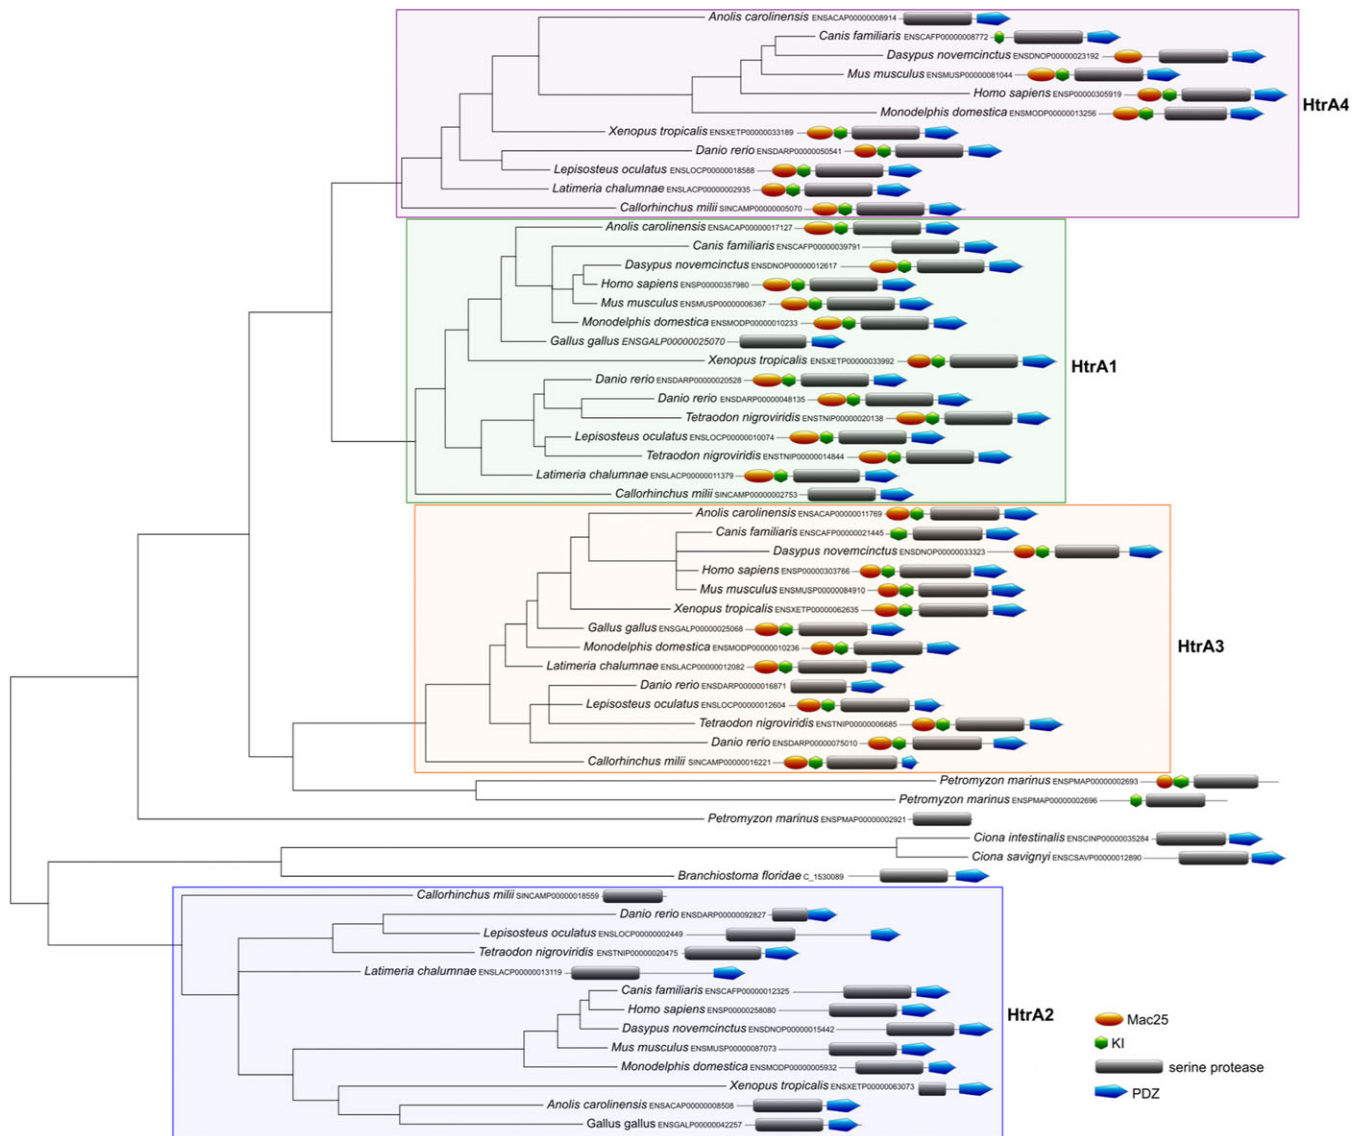 Anolis carolinensis ENSACAP00000008914
Canis familiaris ENSCAFP00000008772
Dasypus novemcinctus ENSDNOP00000023192
Mus musculus ENSMUSP00000081044
Homo sapiens ENSP00000305919
HtrA4
Monodelphis domestica ENSMODP00000013256
Xenopus tropicalis ENSXETP00000033189
Danio rerio ENSDARP00000050541
Lepisosteus oculatus ENSLOCP00000018588
Latimeria chalumnae ENSLACP00000002935
Callorhinchus milii SINCAMP00000005070
Anolis carolinensis ENSACAP00000017127
Canis familiaris ENSCAFP00000039791
Dasypus novemcinctus ENSDNOP00000012617
Homo sapiens ENSP00000357980
Mus musculus ENSMUSP00000006367
Monodelphis domestica ENSMODP00000010233
Gallus gallus ENSGALP00000025070
Xenopus tropicalis ENSXETP00000033992
HtrA1
Danio rerio ENSDARP00000020528
Danio rerio ENSDARP00000048135
Tetraodon nigroviridis ENSTNIP00000020138
Lepisosteus oculatus ENSLOCP00000010074
Tetraodon nigroviridis ENSTNIP00000014844
Latimeria chalumnae ENSLACP00000011379
Callorhinchus milii SINCAMP00000002753
Anolis carolinensis ENSACAP00000011769
Canis familiaris ENSCAFP00000021445
Dasypus novemcinctus ENSDNOP00000033323
Homo sapiens ENSP00000303766
Mus musculus ENSMUSP00000084910
Xenopus tropicalis ENSXETP00000062635
Gallus gallus ENSGALP00000025068
Monodelphis domestica ENSMODP00000010236
HtrA3
Latimeria chalumnae ENSLACP00000012082
Danio rerio ENSDARP00000016871
Lepisosteus oculatus ENSLOCP00000012604
Tetraodon nigroviridis ENSTNIP00000006685
Danio rerio ENSDARP00000075010
Callorhinchus milii SINCAMP00000016221
Petromyzon marinus ENSPMAP00000002693
Petromyzon marinus ENSPMAP00000002696
Petromyzon marinus ENSPMAP00000002921
Ciona intestinalis ENSCINP00000035284
Ciona savignyi ENSCSAVP00000012890
Branchiostoma floridae C_1530089
Callorhinchus milii SINCAMP00000018559
Danio rerio ENSDARP00000092827
Lepisosteus oculatus ENSLOCP00000002449
Tetraodon nigroviridis ENSTNIP00000020475
Latimeria chalumnae ENSLACP00000013119
Canis familiaris ENSCAFP00000012325
Homo sapiens ENSP00000258080
HtrA2
Dasypus novemcinctus ENSDNOP00000015442
Mus musculus ENSMUSP00000087073
Monodelphis domestica ENSMODP00000005932
Xenopus tropicalis ENSXETP00000063073
Anolis carolinensis ENSACAP00000008508
Gallus gallus ENSGALP00000042257
Mac25
KI
serine protease
PDZ